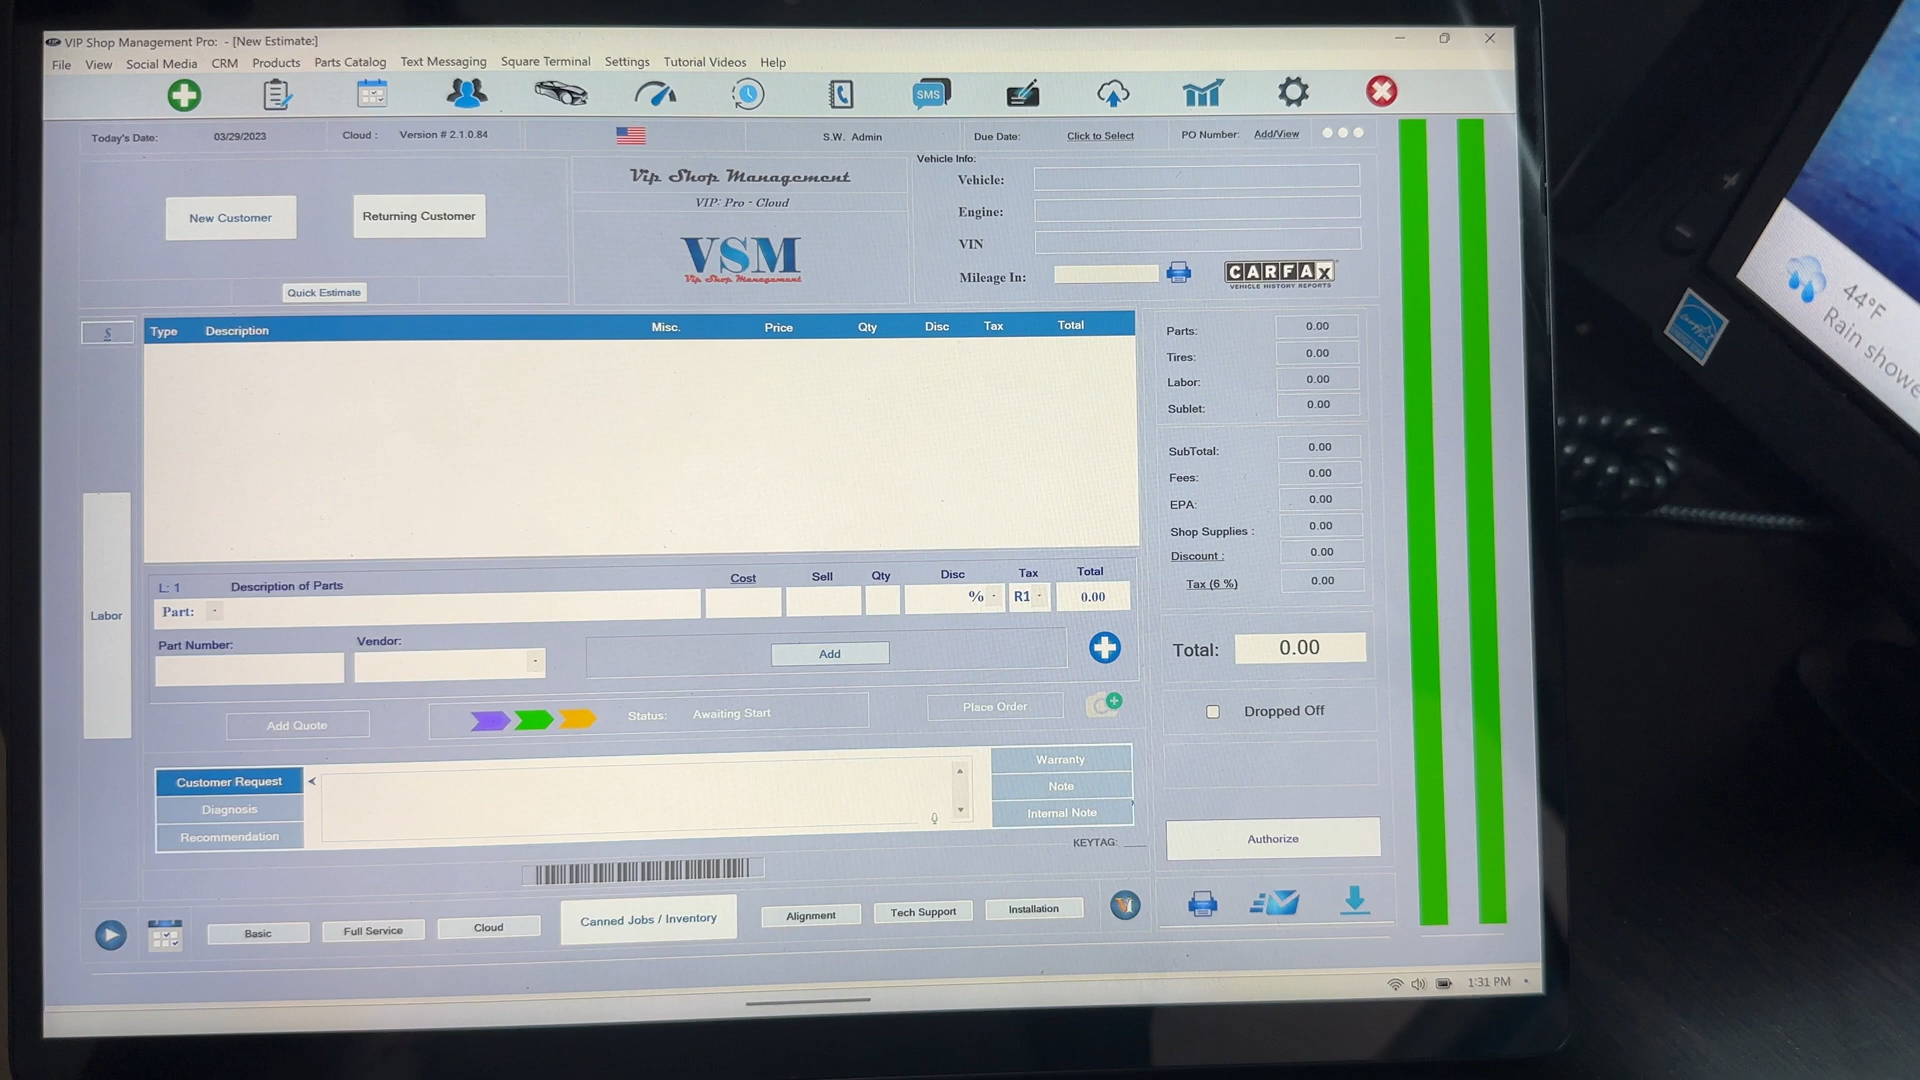 VIP Shop Management Pro: - [New Estimate:]
File View Social Media CRM Products Parts Catalog Text Messaging Square Terminal Settings Tutorial Videos Help
SMS
Today's Date: 03/29/2023 Cloud : Version # 2.1.0.84 S.W. Admin Due Date: Click to Select PO Number: Add/View
New Customer
Returning Customer
Quick Estimate
Vip Shop Management
VIP: Pro - Cloud
VSM
Vip Shop Management
Vehicle Info:
Vehicle:
Engine:
VIN
Mileage In:
CARFAX
VEHICLE HISTORY REPORTS
S
Type Description Misc. Price Qty Disc Tax Total
Parts: 0.00
Tires: 0.00
Labor: 0.00
Sublet: 0.00
SubTotal: 0.00
Fees: 0.00
EPA: 0.00
Shop Supplies : 0.00
Discount : 0.00
Tax (6 %) 0.00
Total: 0.00
Dropped Off
Authorize
Labor
L: 1 Description of Parts Cost Sell Qty Disc Tax Total
Part: % R1 0.00
Part Number: Vendor:
Add
Add Quote
Status: Awaiting Start
Place Order
Customer Request
Diagnosis
Recommendation
Warranty
Note
Internal Note
KEYTAG: ____
Basic
Full Service
Cloud
Canned Jobs / Inventory
Alignment
Tech Support
Installation
1:31 PM
44°F
Rain showe